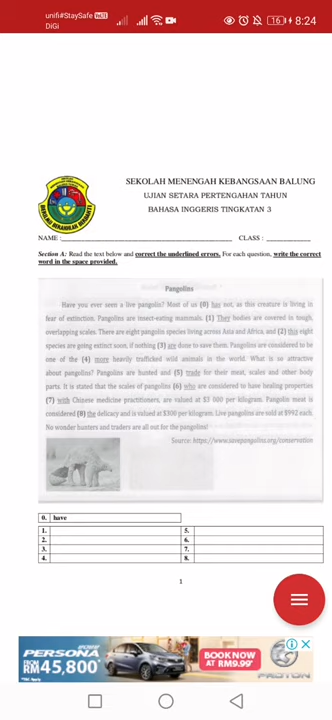 unifi#StaySafe VoLTE
DiGi
16
8:24
SEKOLAH MENENGAH KEBANGSAAN BALUNG
UJIAN SETARA PERTENGAHAN TAHUN
BAHASA INGGERIS TINGKATAN 3
NAME : CLASS :
Section A: Read the text below and correct the underlined errors. For each question, write the correct
word in the space provided.
Pangolins
Have you ever seen a live pangolin? Most of us (0) has not, as this creature is living in
fear of extinction. Pangolins are insect-eating mammals. (1) They bodies are covered in tough,
overlapping scales. There are eight pangolin species living across Asia and Africa, and (2) this eight
species are going extinct soon, if nothing (3) are done to save them. Pangolins are considered to be
one of the (4) more heavily trafficked wild animals in the world. What is so attractive
about pangolins? Pangolins are hunted and (5) trade for their meat, scales and other body
parts. It is stated that the scales of pangolins (6) who are considered to have healing properties
(7) with Chinese medicine practitioners, are valued at $3 000 per kilogram. Pangolin meat is
considered (8) the delicacy and is valued at $300 per kilogram. Live pangolins are sold at $992 each.
No wonder hunters and traders are all out for the pangolins!
Source: https://www.savepangolins.org/conservation
0. have
1. 5.
2. 6.
3. 7.
4. 8.
1
PERSONA
RM45,800*
BOOK NOW
AT RM9.99*
PROTON